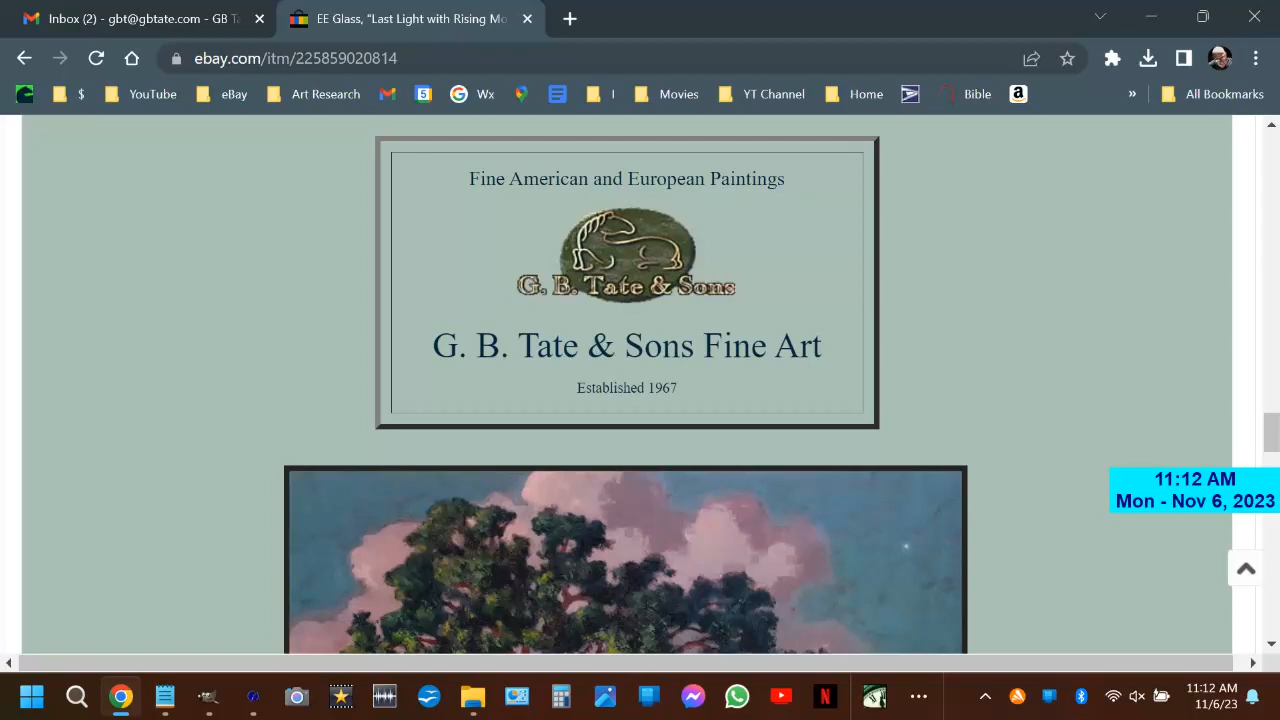 Inbox (2) - gbt@gbtate.com - GB Ta
EE Glass, "Last Light with Rising Mo
ebay.com/itm/225859020814
$
YouTube
eBay
Art Research
5
Wx
I
Movies
YT Channel
Home
Bible
a
»
All Bookmarks
Fine American and European Paintings
G. B. Tate & Sons
G. B. Tate & Sons Fine Art
Established 1967
11:12 AM
Mon - Nov 6, 2023
N
11:12 AM
11/6/23